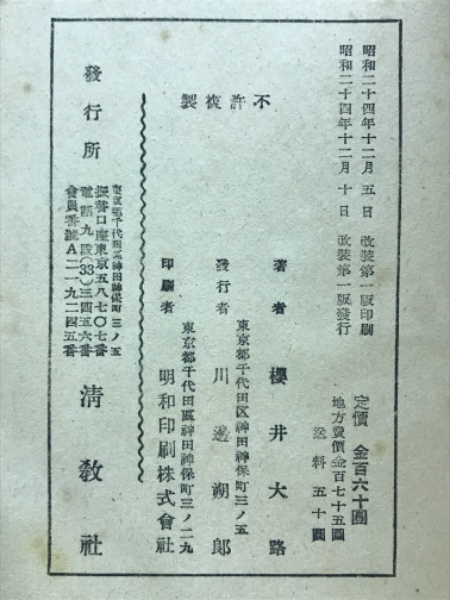 昭和二十四年十二月五日 改裝第一版印刷
昭和二十四年十二月十日 改裝第一版發行
定價 金百六十圓
地方賣價金百七十五圓
送料 五十圓
不許複製
著者 櫻井大路
東京都千代田区神田神保町三ノ五
發行者 川邊朔郎
東京都千代田區神田神保町三ノ二九
印刷者 明和印刷株式會社
發行所
東京都千代田區神田神保町三ノ五
振替口座東京五八七〇七番
電話九段(33)三四五六番
會員番號A二一九二四五番
淸敎社